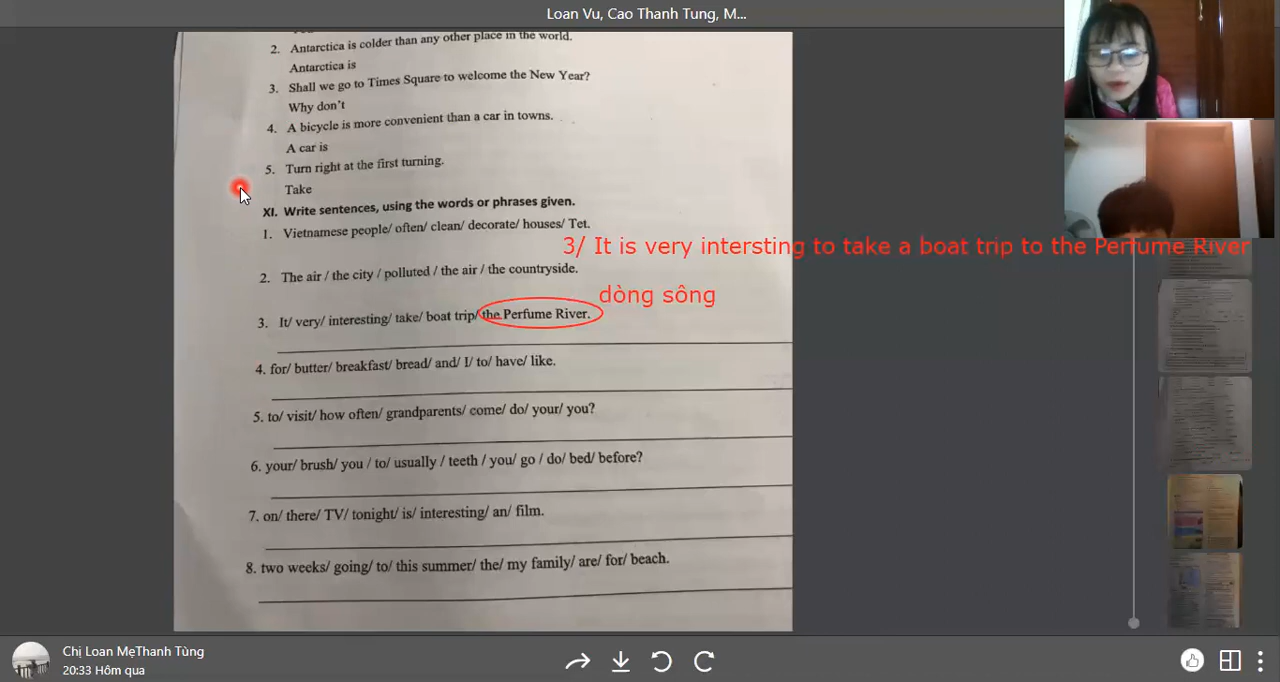 Loan Vu, Cao Thanh Tung, M...
2. Antarctica is colder than any other place in the world.
Antarctica is
3. Shall we go to Times Square to welcome the New Year?
Why don't
4. A bicycle is more convenient than a car in towns.
A car is
5. Turn right at the first turning.
Take
XI. Write sentences, using the words or phrases given.
1. Vietnamese people/ often/ clean/ decorate/ houses/ Tet.
3/ It is very intersting to take a boat trip to the Perfume River
2. The air / the city / polluted / the air / the countryside.
dòng sông
3. It/ very/ interesting/ take/ boat trip/ the Perfume River.
4. for/ butter/ breakfast/ bread/ and/ I/ to/ have/ like.
5. to/ visit/ how often/ grandparents/ come/ do/ your/ you?
6. your/ brush/ you / to/ usually / teeth / you/ go / do/ bed/ before?
7. on/ there/ TV/ tonight/ is/ interesting/ an/ film.
8. two weeks/ going/ to/ this summer/ the/ my family/ are/ for/ beach.
Chị Loan MẹThanh Tùng
20:33 Hôm qua